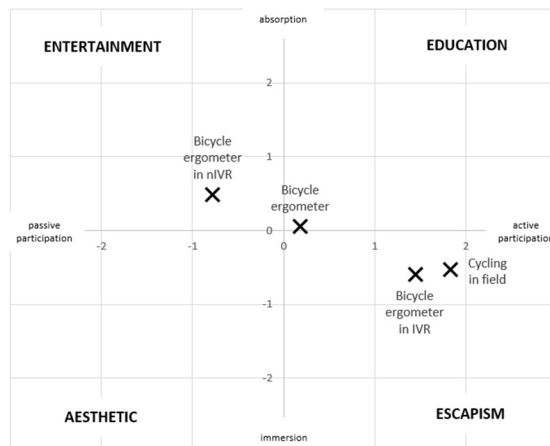 absorption
ENTERTAINMENT
EDUCATION
2
Bicycle
ergometer
in nIVR
1
Bicycle
ergometer
passive
participation
0
active
participation
-2
-1
0
1
2
Cycling
in field
-1
Bicycle
ergometer
in IVR
-2
AESTHETIC
ESCAPISM
immersion